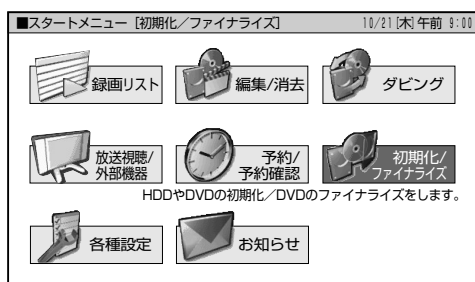 ■スタートメニュー［初期化／ファイナライズ］ 10/21[木]午前 9:00
録画リスト 編集/消去 ダビング
放送視聴/ 予約/ 初期化/
外部機器 予約確認 ファイナライズ
HDDやDVDの初期化／DVDのファイナライズをします。
各種設定 お知らせ